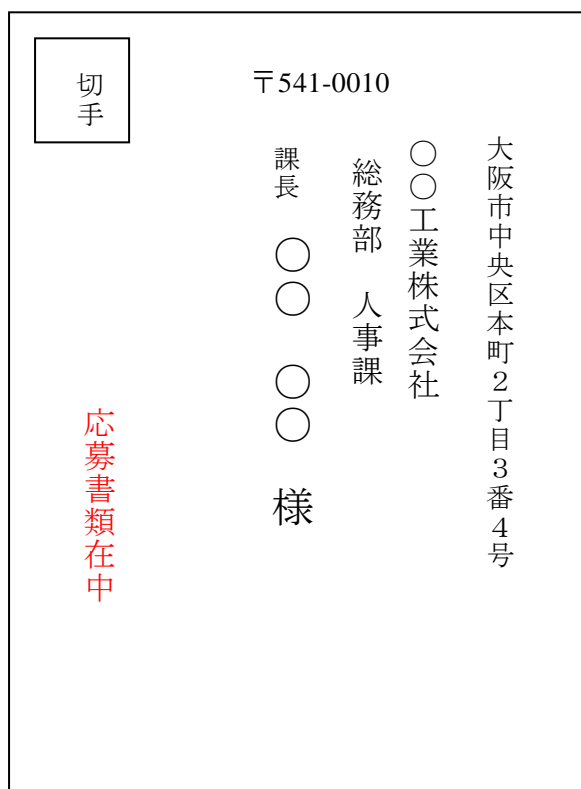 切手
〒541-0010
大阪市中央区本町２丁目３番４号
〇〇工業株式会社
総務部　人事課
課長　〇〇　〇〇　様
応募書類在中